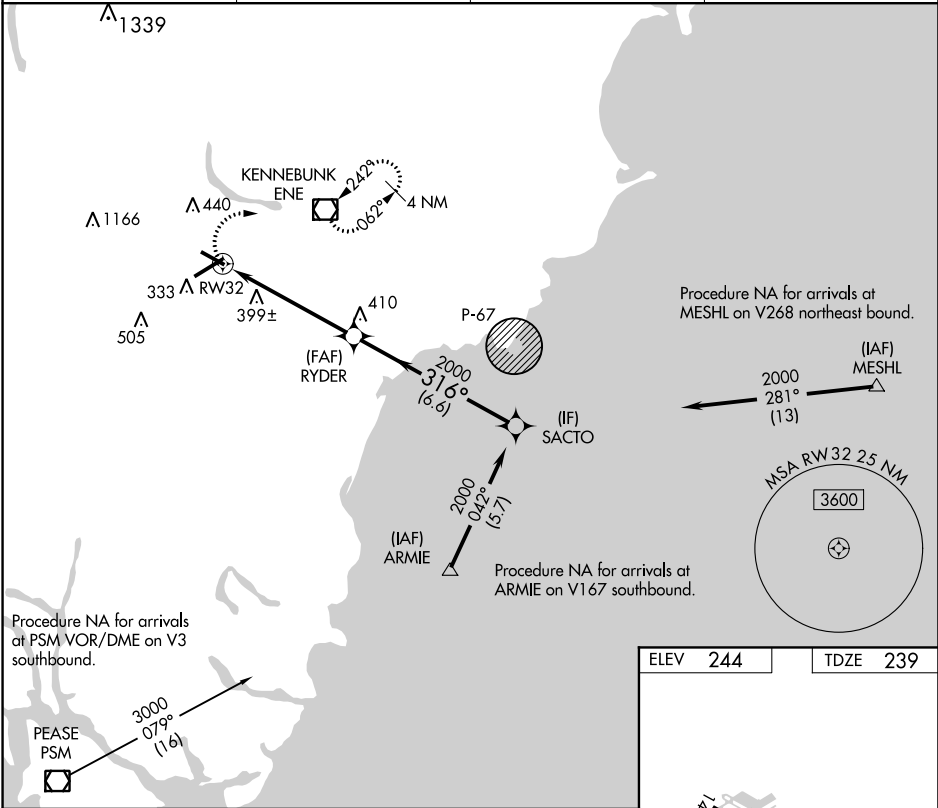 1339
KENNEBUNK
ENE
242°
062°
4 NM
1166
440
333
RW32
399±
505
410
(FAF)
RYDER
P-67
2000
316°
(6.6)
(IF)
SACTO
Procedure NA for arrivals at
MESHL on V268 northeast bound.
(IAF)
MESHL
2000
281°
(13)
MSA RW32 25 NM
3600
2000
042°
(5.7)
(IAF)
ARMIE
Procedure NA for arrivals at
ARMIE on V167 southbound.
Procedure NA for arrivals
at PSM VOR/DME on V3
southbound.
3000
079°
(16)
PEASE
PSM
ELEV 244
TDZE 239